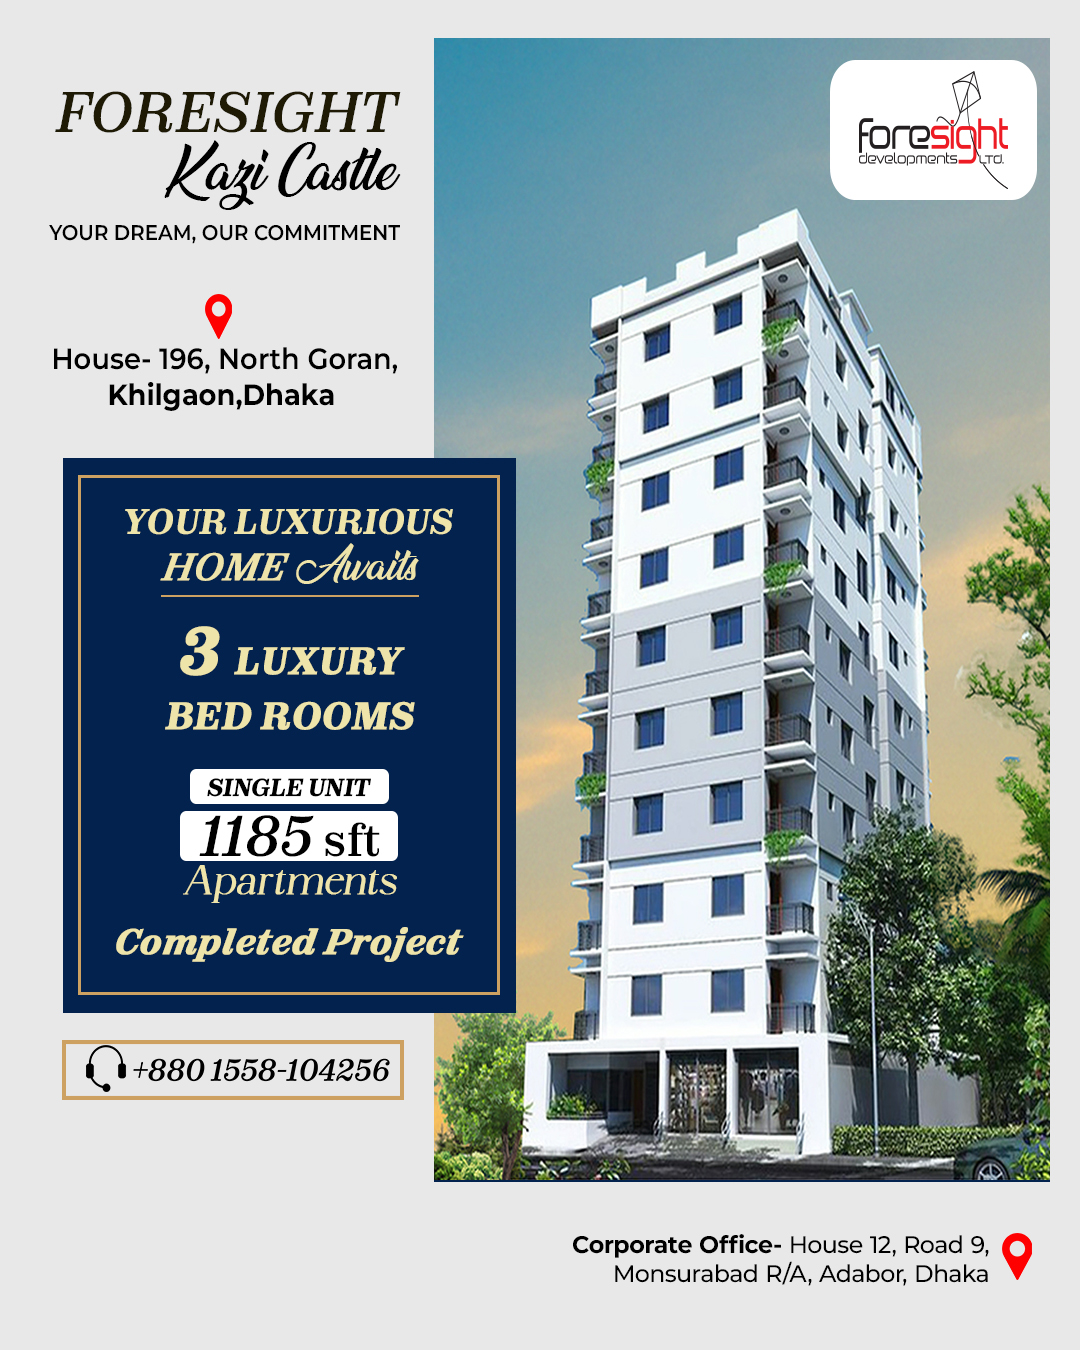 FORESIGHT
Kazi Castle
YOUR DREAM, OUR COMMITMENT
House- 196, North Goran,
Khilgaon,Dhaka
foresight
developments LTD.
YOUR LUXURIOUS
HOME Awaits
3 LUXURY
BED ROOMS
SINGLE UNIT
1185 sft
Apartments
Completed Project
+880 1558-104256
Corporate Office- House 12, Road 9,
Monsurabad R/A, Adabor, Dhaka